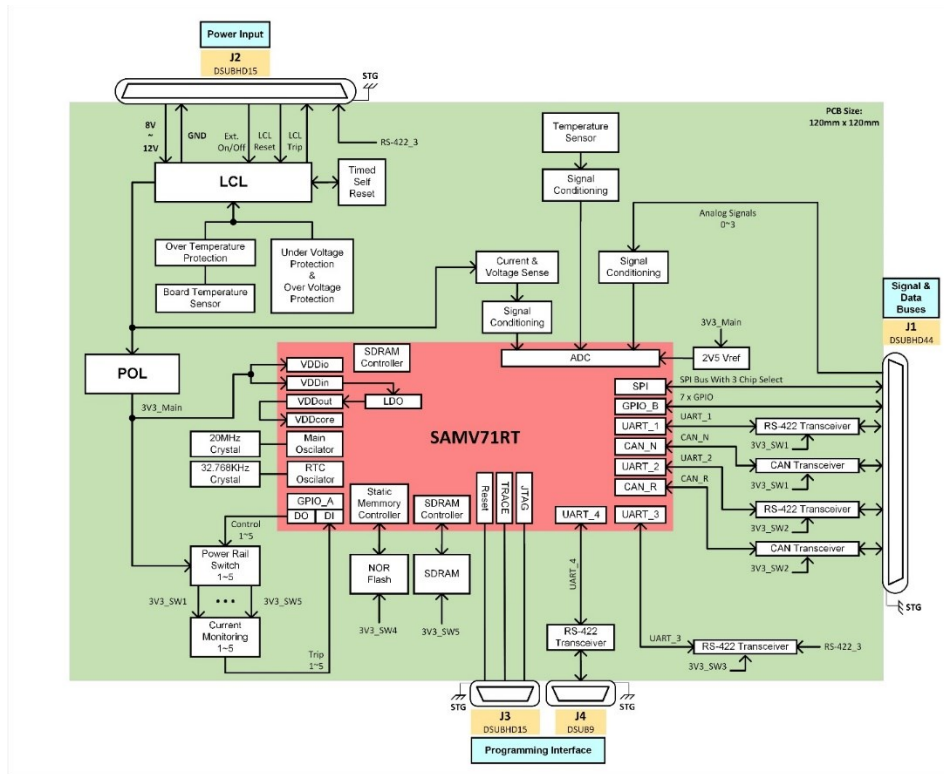 Power Input
J2
DSUBHD15
STG
PCB Size:
120mm x 120mm
8V
~
12V
GND
Ext.
On/Off
LCL
Reset
LCL
Trip
RS-422_3
LCL
Timed
Self
Reset
Over Temperature
Protection
Board Temperature
Sensor
Under Voltage
Protection
&
Over Voltage
Protection
Temperature
Sensor
Signal
Conditioning
Analog Signals
0~3
Current &
Voltage Sense
Signal
Conditioning
Signal
Conditioning
Signal &
Data
Buses
J1
DSUBHD44
POL
3V3_Main
VDDio
VDDin
VDDout
VDDcore
LDO
SDRAM
Controller
ADC
3V3_Main
2V5 Vref
SAMV71RT
SPI
GPIO_B
UART_1
CAN_N
UART_2
CAN_R
SPI Bus With 3 Chip Select
7 x GPIO
UART_1
CAN_N
UART_2
CAN_R
RS-422 Transceiver
3V3_SW1
CAN Transceiver
3V3_SW1
RS-422 Transceiver
3V3_SW2
CAN Transceiver
3V3_SW2
STG
20MHz
Crystal
Main
Oscilator
32.768KHz
Crystal
RTC
Oscilator
GPIO_A
DO
DI
Static
Memmory
Controller
SDRAM
Controller
Reset
TRACE
JTAG
UART_4
UART_3
Control
1~5
Power Rail
Switch
1~5
3V3_SW1
3V3_SW5
Current
Monitoring
1~5
Trip
1~5
NOR
Flash
3V3_SW4
SDRAM
3V3_SW5
UART_4
RS-422
Transceiver
UART_3
RS-422 Transceiver
3V3_SW3
RS-422_3
STG
STG
J3
DSUBHD15
J4
DSUB9
Programming Interface